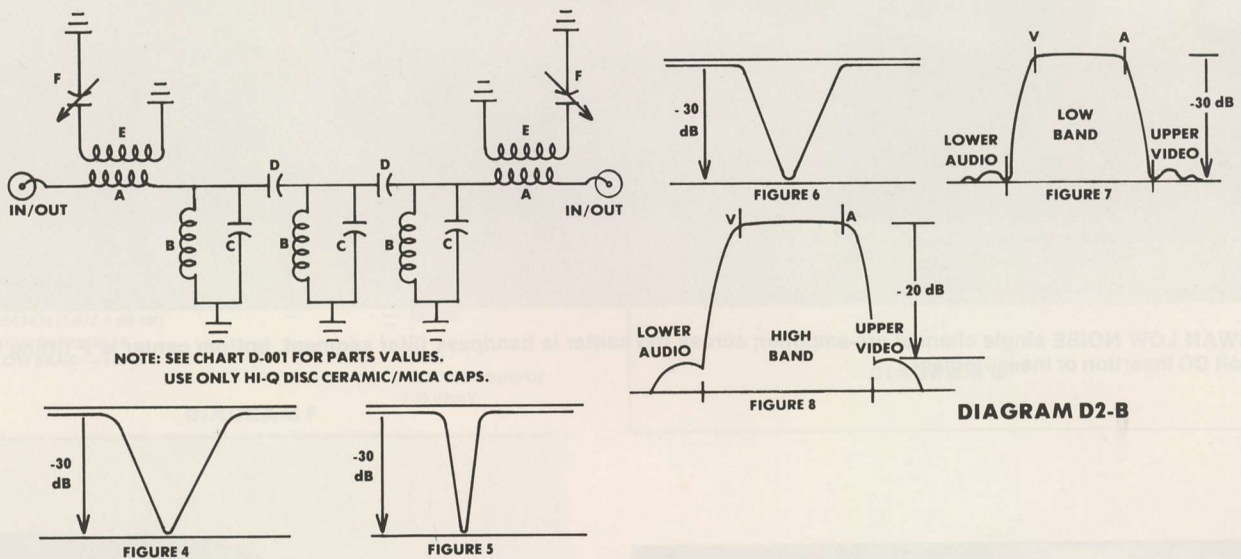 F
E
A
IN/OUT
D
D
B
C
B
C
B
C
F
E
A
IN/OUT
NOTE: SEE CHART D-001 FOR PARTS VALUES.
USE ONLY HI-Q DISC CERAMIC/MICA CAPS.
-30
dB
FIGURE 4
-30
dB
FIGURE 5
- 30
dB
FIGURE 6
V
A
-30 dB
LOW
BAND
LOWER
AUDIO
UPPER
VIDEO
FIGURE 7
V
A
- 20 dB
LOWER
AUDIO
HIGH
BAND
UPPER
VIDEO
FIGURE 8
DIAGRAM D2-B